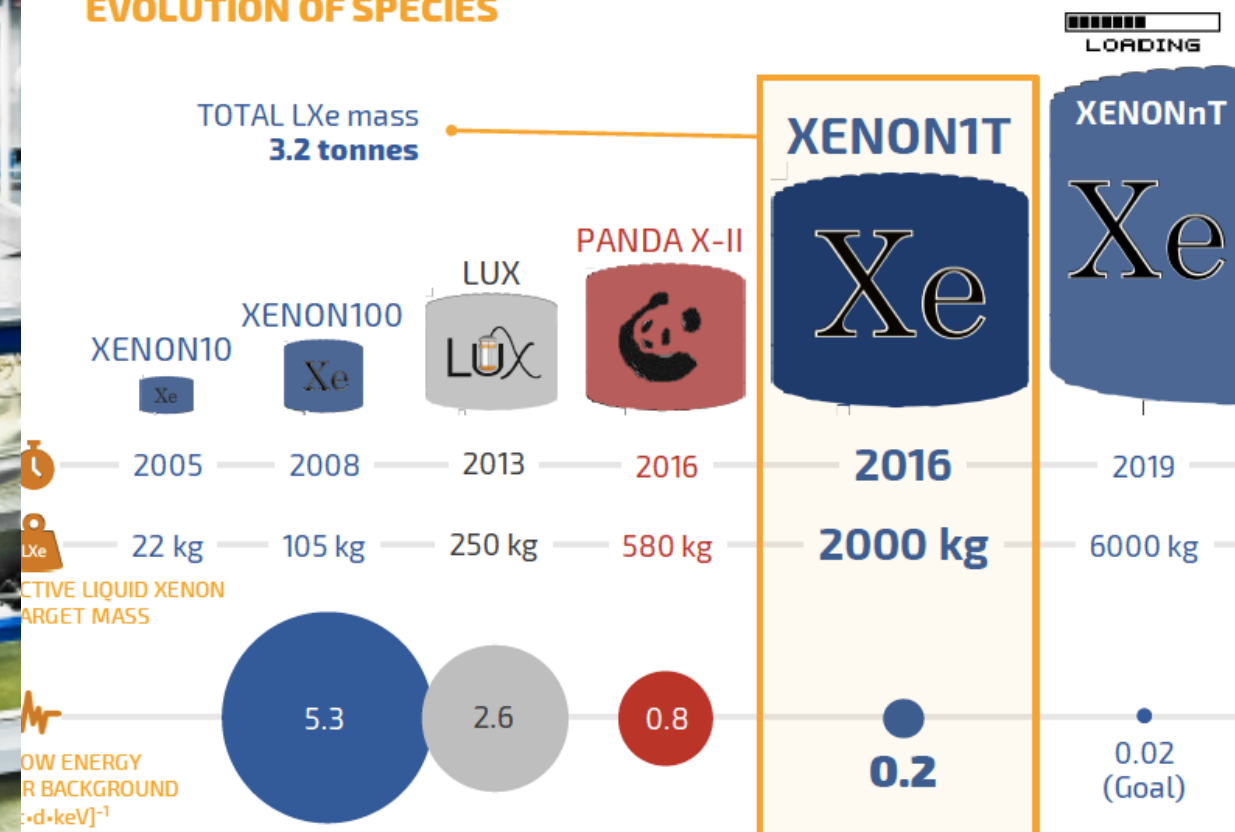 EVOLUTION OF SPECIES
LOADING
TOTAL LXe mass
3.2 tonnes
XENON1T
XENONnT
Xe
Xe
PANDA X-II
LUX
LUX
XENON100
Xe
XENON10
Xe
2005 2008 2013 2016 2016 2019
LXe
22 kg 105 kg 250 kg 580 kg 2000 kg 6000 kg
CTIVE LIQUID XENON
ARGET MASS
5.3 2.6 0.8 0.2 0.02
(Goal)
OW ENERGY
R BACKGROUND
t·d·keV]⁻¹